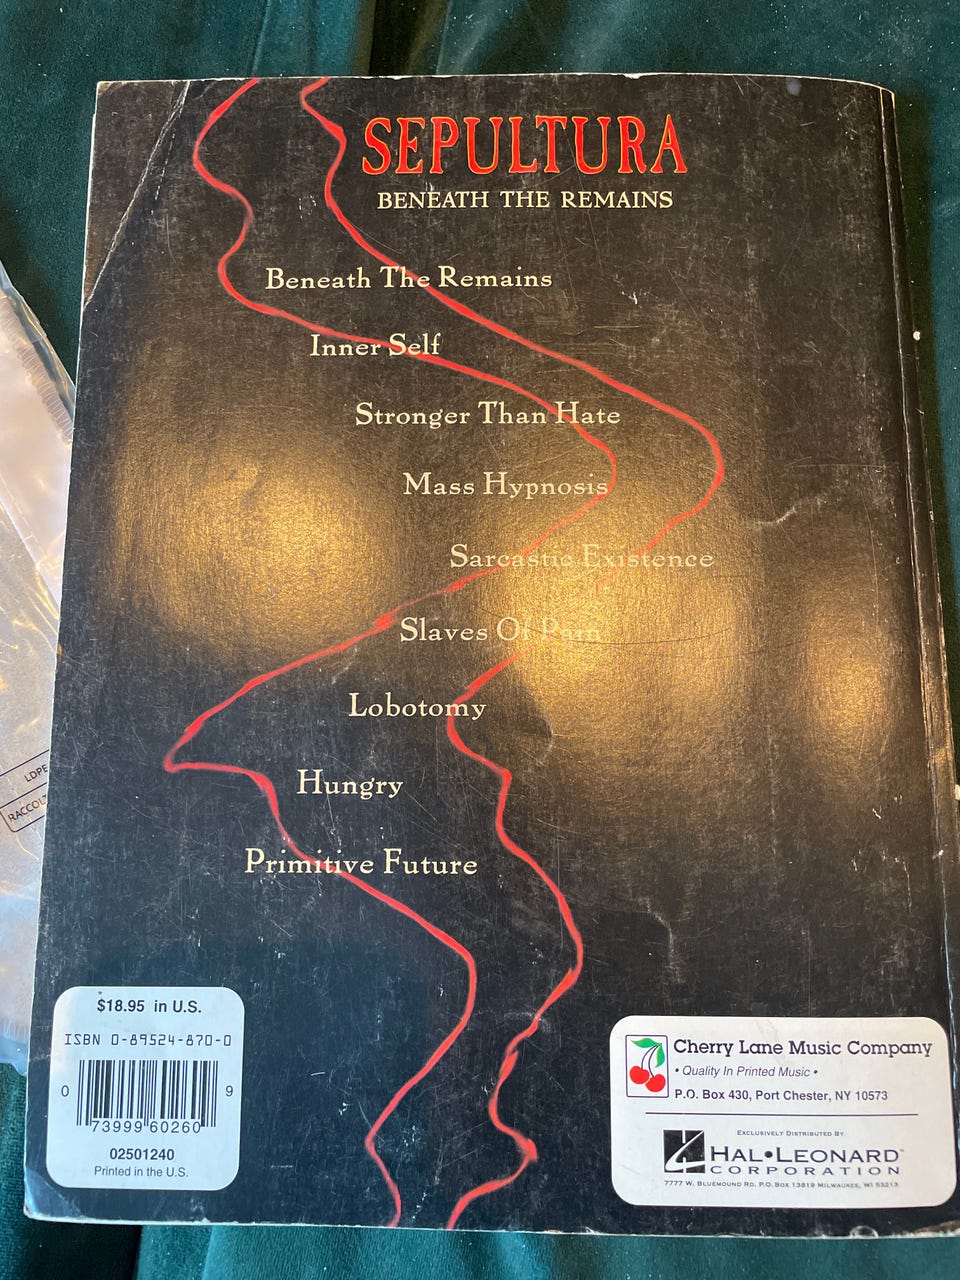 SEPULTURA
BENEATH THE REMAINS
Beneath The Remains
Inner Self
Stronger Than Hate
Mass Hypnosis
Sarcastic Existence
Slaves Of Pain
Lobotomy
Hungry
Primitive Future
LDPE
$18.95 in U.S.
ISBN 0-89524-870-0
0 73999 60260 9
02501240
Printed in the U.S.
Cherry Lane Music Company
• Quality In Printed Music •
P.O. Box 430, Port Chester, NY 10573
EXCLUSIVELY DISTRIBUTED BY
HAL•LEONARD
CORPORATION
7777 W. BLUEMOUND RD. P.O. BOX 13819 MILWAUKEE, WI 53213